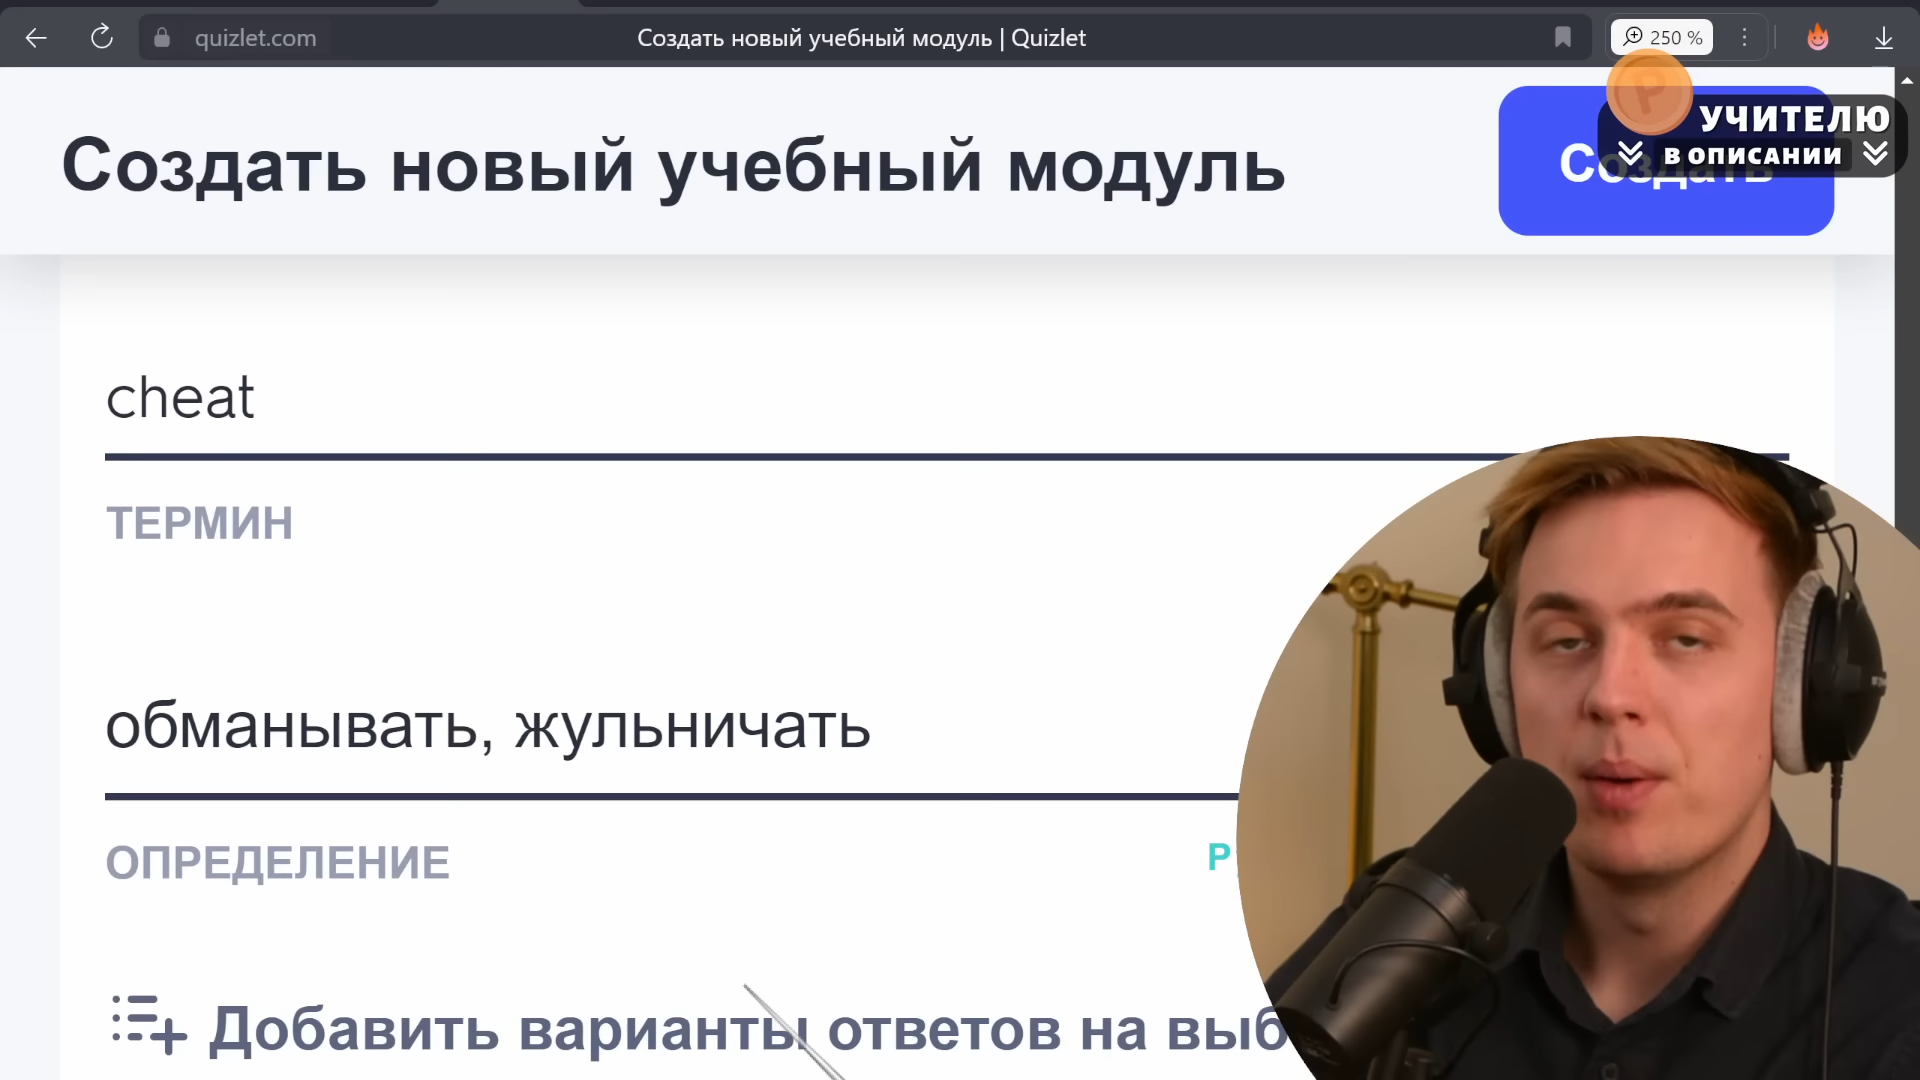 quizlet.com
Создать новый учебный модуль | Quizlet
250 %
Р
УЧИТЕЛЮ
В ОПИСАНИИ
Создать новый учебный модуль
Создать
cheat
ТЕРМИН
обманывать, жульничать
ОПРЕДЕЛЕНИЕ
Р
Добавить варианты ответов на выб